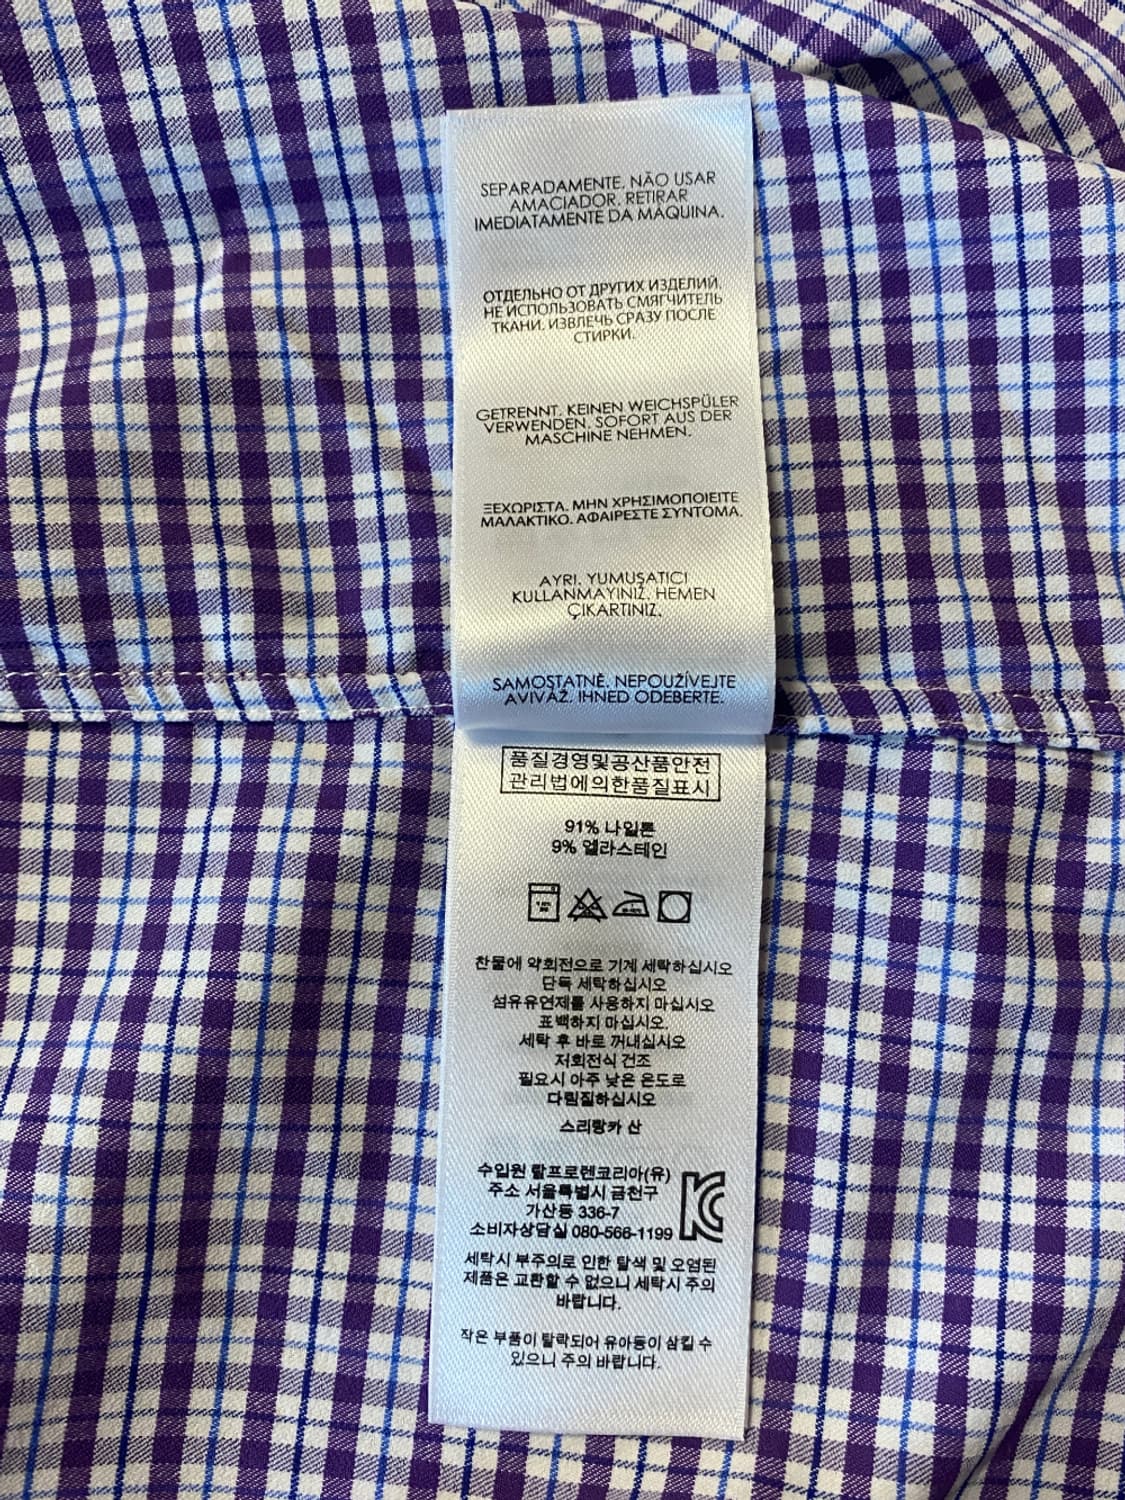 SEPARADAMENTE. NÃO USAR
AMACIADOR. RETIRAR
IMEDIATAMENTE DA MÁQUINA.
ОТДЕЛЬНО ОТ ДРУГИХ ИЗДЕЛИЙ.
НЕ ИСПОЛЬЗОВАТЬ СМЯГЧИТЕЛЬ
ТКАНИ. ИЗВЛЕЧЬ СРАЗУ ПОСЛЕ
СТИРКИ.
GETRENNT. KEINEN WEICHSPÜLER
VERWENDEN. SOFORT AUS DER
MASCHINE NEHMEN.
ΞΕΧΩΡΙΣΤΑ. ΜΗΝ ΧΡΗΣΙΜΟΠΟΙΕΙΤΕ
ΜΑΛΑΚΤΙΚΟ. ΑΦΑΙΡΕΣΤΕ ΣΥΝΤΟΜΑ.
AYRI. YUMUŞATICI
KULLANMAYINIZ. HEMEN
ÇIKARTINIZ.
SAMOSTATNĚ. NEPOUŽÍVEJTE
AVIVÁŽ. IHNED ODEBERTE.
품질경영및공산품안전
관리법에의한품질표시
91% 나일론
9% 엘라스테인
찬물에 약회전으로 기계 세탁하십시오
단독 세탁하십시오
섬유유연제를 사용하지 마십시오
표백하지 마십시오.
세탁 후 바로 꺼내십시오
저회전식 건조
필요시 아주 낮은 온도로
다림질하십시오
스리랑카 산
수입원 랄프로렌코리아(유)
주소 서울특별시 금천구
가산동 336-7
소비자상담실 080-566-1199
세탁시 부주의로 인한 탈색 및 오염된
제품은 교환할 수 없으니 세탁시 주의
바랍니다.
작은 부품이 탈락되어 유아등이 삼킬 수
있으니 주의 바랍니다.